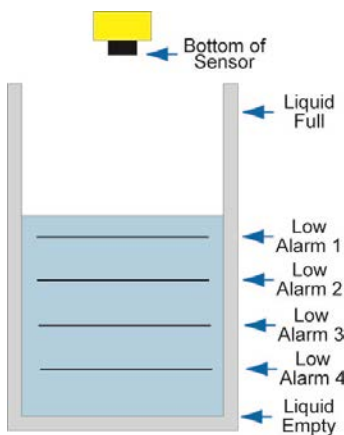 Bottom of
Sensor
Liquid
Full
Low
Alarm 1
Low
Alarm 2
Low
Alarm 3
Low
Alarm 4
Liquid
Empty